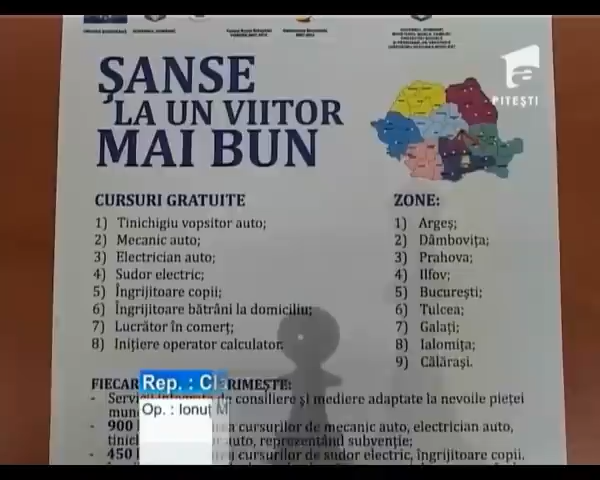 ȘANSE
LA UN VIITOR
MAI BUN
PITEȘTI
CURSURI GRATUITE
1) Tinichigiu vopsitor auto;
2) Mecanic auto;
3) Electrician auto;
4) Sudor electric;
5) Îngrijitoare copii;
6) Îngrijitoare bătrâni la domiciliu;
7) Lucrător în comerț;
8) Inițiere operator calculator.
ZONE:
1) Argeș;
2) Dâmbovița;
3) Prahova;
4) Ilfov;
5) București;
6) Tulcea;
7) Galați;
8) Ialomița;
9) Călărași.
Rep. :
Op. : Ionuț
de consiliere și mediere adaptate la nevoile pieței
- 900 cursurilor de mecanic auto, electrician auto,
auto, reprezentând subvenție;
- 450 cursurilor de sudor electric, îngrijitoare copii.